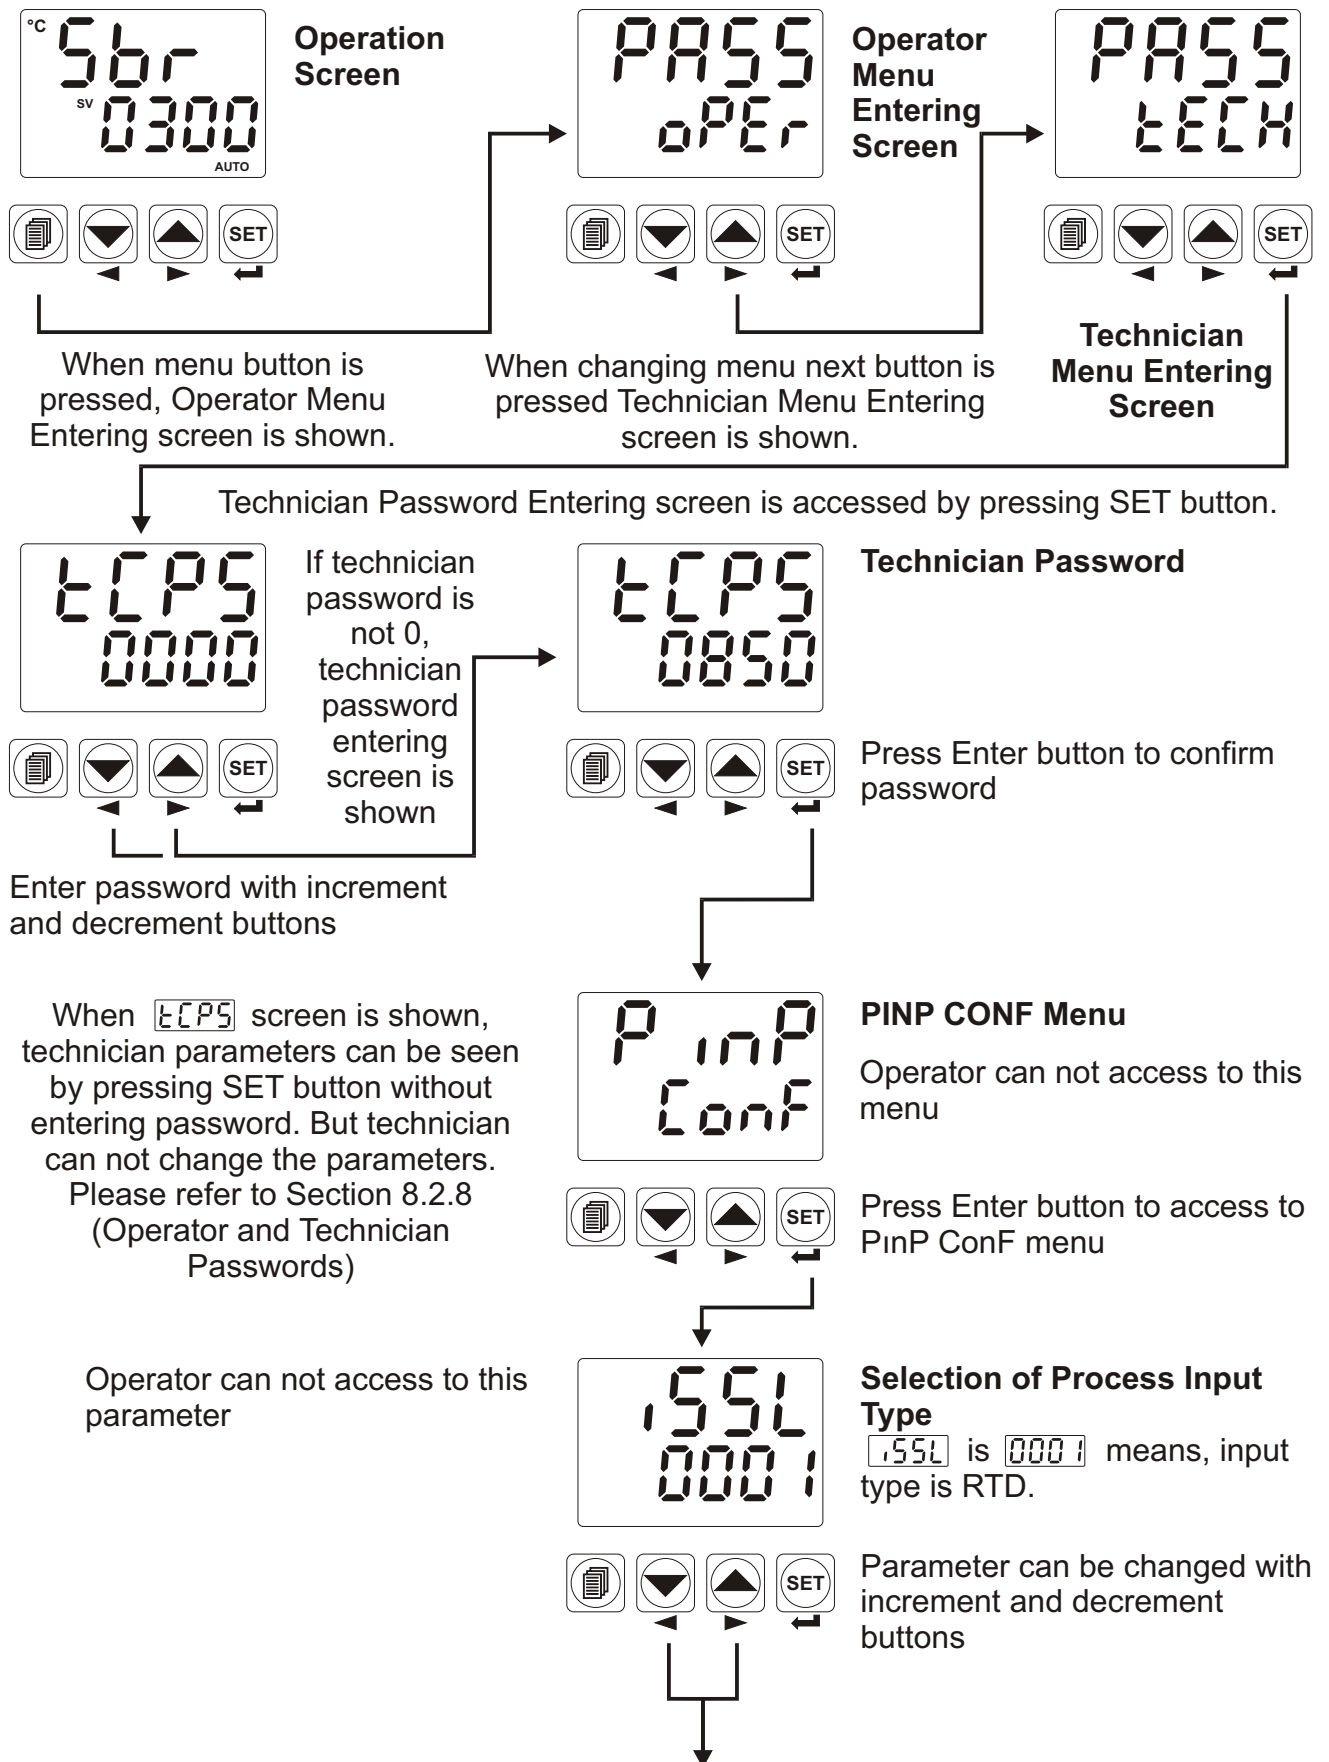 °C
Sbr
SV
0300
AUTO
Operation
Screen
PASS
oPEr
Operator
Menu
Entering
Screen
PASS
tECH
SET
SET
SET
When menu button is
pressed, Operator Menu
Entering screen is shown.
When changing menu next button is
pressed Technician Menu Entering
screen is shown.
Technician
Menu Entering
Screen
Technician Password Entering screen is accessed by pressing SET button.
tCPS
0000
If technician
password is
not 0,
technician
password
entering
screen is
shown
tCPS
0850
Technician Password
SET
SET
Press Enter button to confirm
password
Enter password with increment
and decrement buttons
When tCPS screen is shown,
technician parameters can be seen
by pressing SET button without
entering password. But technician
can not change the parameters.
Please refer to Section 8.2.8
(Operator and Technician
Passwords)
PınP
ConF
PINP CONF Menu
Operator can not access to this
menu
SET
Press Enter button to access to
PınP ConF menu
Operator can not access to this
parameter
ıSSL
0001
Selection of Process Input
Type
ıSSL is 0001 means, input
type is RTD.
SET
Parameter can be changed with
increment and decrement
buttons